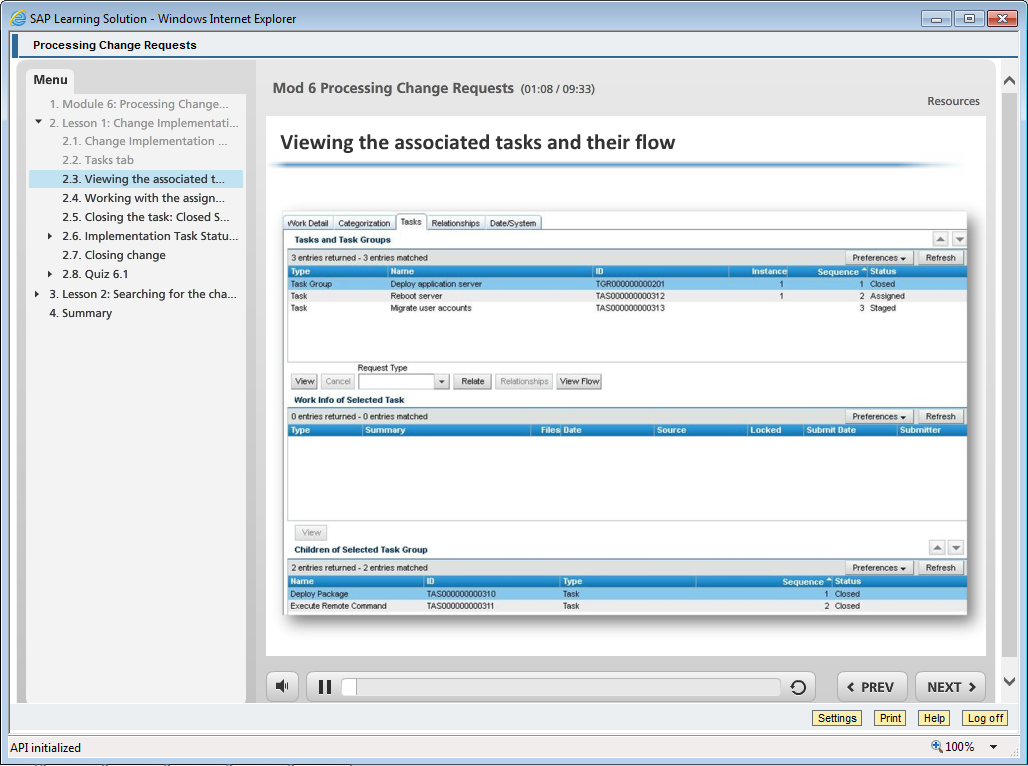 SAP Learning Solution - Windows Internet Explorer
Processing Change Requests
Menu
1. Module 6: Processing Change...
2. Lesson 1: Change Implementati...
2.1. Change Implementation ...
2.2. Tasks tab
2.3. Viewing the associated t...
2.4. Working with the assign...
2.5. Closing the task: Closed S...
2.6. Implementation Task Statu...
2.7. Closing change
2.8. Quiz 6.1
3. Lesson 2: Searching for the cha...
4. Summary
Mod 6 Processing Change Requests (01:08 / 09:33)
Resources
Viewing the associated tasks and their flow
Work Detail Categorization Tasks Relationships Date/System
Tasks and Task Groups
3 entries returned - 3 entries matched Preferences Refresh
Type Name ID Instance Sequence Status
Task Group Deploy application server TGR000000000201 1 1 Closed
Task Reboot server TAS000000000312 1 2 Assigned
Task Migrate user accounts TAS000000000313 3 Staged
Request Type
View Cancel Relate Relationships View Flow
Work Info of Selected Task
0 entries returned - 0 entries matched Preferences Refresh
Type Summary Files Date Source Locked Submit Date Submitter
View
Children of Selected Task Group
2 entries returned - 2 entries matched Preferences Refresh
Name ID Type Sequence Status
Deploy Package TAS000000000310 Task 1 Closed
Execute Remote Command TAS000000000311 Task 2 Closed
PREV NEXT
Settings Print Help Log off
API initialized 100%